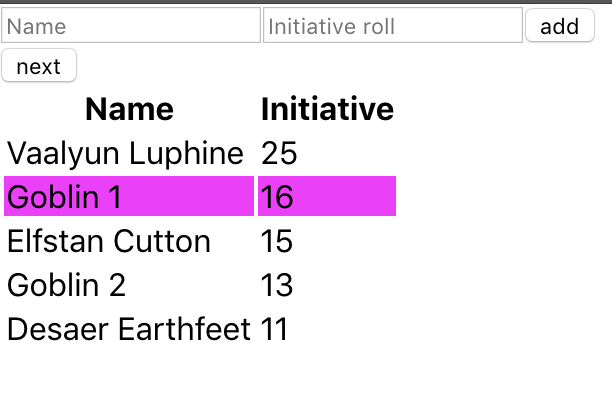 Name Initiative roll add
next
Name Initiative
Vaalyun Luphine 25
Goblin 1 16
Elfstan Cutton 15
Goblin 2 13
Desaer Earthfeet 11